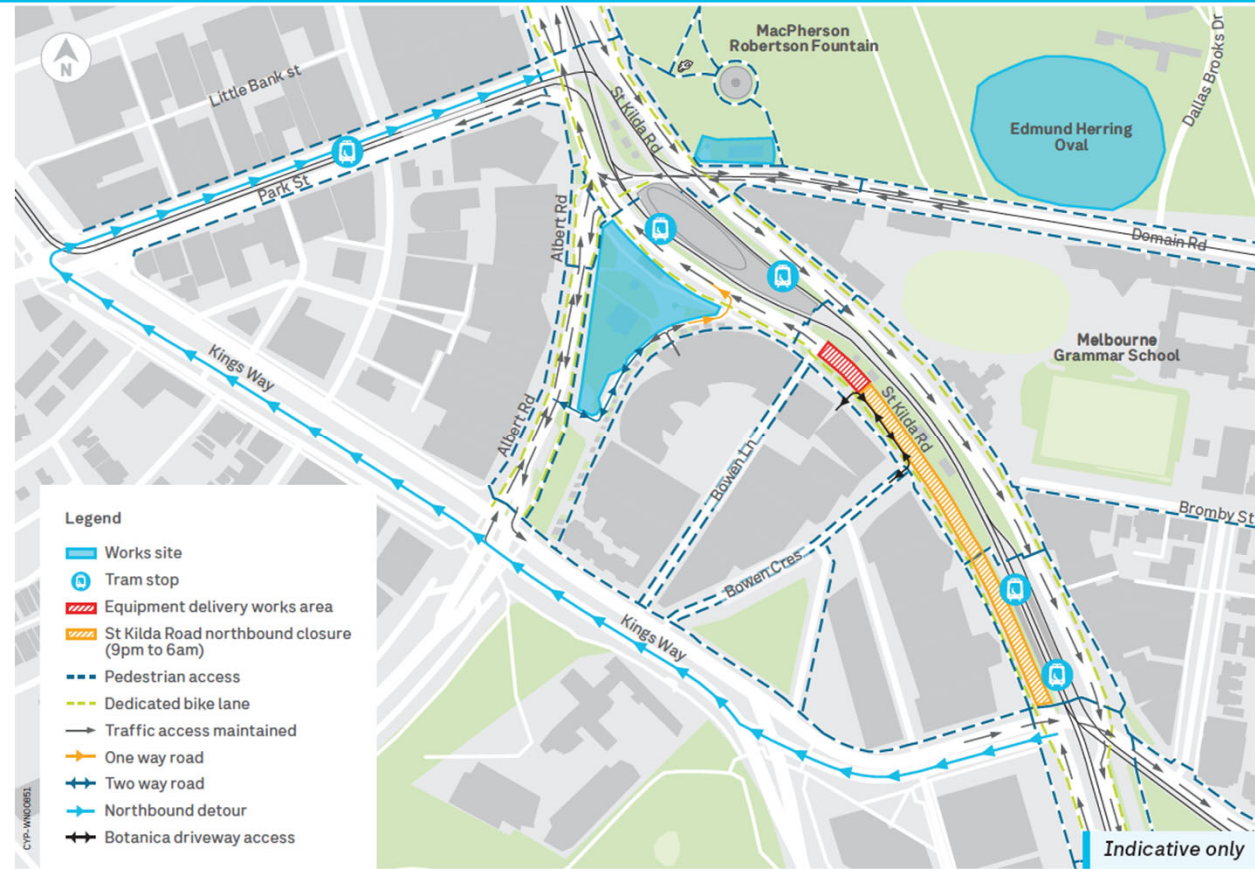 MacPherson
Robertson Fountain
Dallas Brooks Dr
N
Little Bank st
St Kilda Rd
Edmund Herring
Oval
Park St
Domain Rd
Albert Rd
Melbourne
Grammar School
Kings Way
St Kilda Rd
Albert Rd
Bowen Ln
Bromby St
Bowen Cres
Kings Way
Legend
Works site
Tram stop
Equipment delivery works area
St Kilda Road northbound closure
(9pm to 6am)
Pedestrian access
Dedicated bike lane
Traffic access maintained
One way road
Two way road
Northbound detour
Botanica driveway access
CYP-WN00651
Indicative only